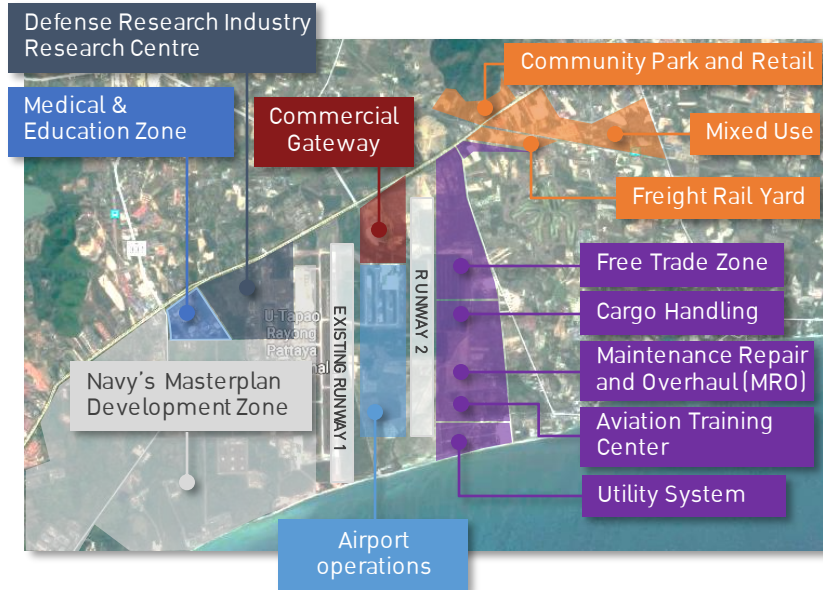 Defense Research Industry
Research Centre
Medical &
Education Zone
Commercial
Gateway
Community Park and Retail
Mixed Use
Freight Rail Yard
Free Trade Zone
Cargo Handling
Maintenance Repair
and Overhaul (MRO)
Aviation Training
Center
Utility System
RUNWAY 2
EXISTING RUNWAY 1
U-Tapao
Rayong
Pattaya
nal
Navy's Masterplan
Development Zone
Airport
operations